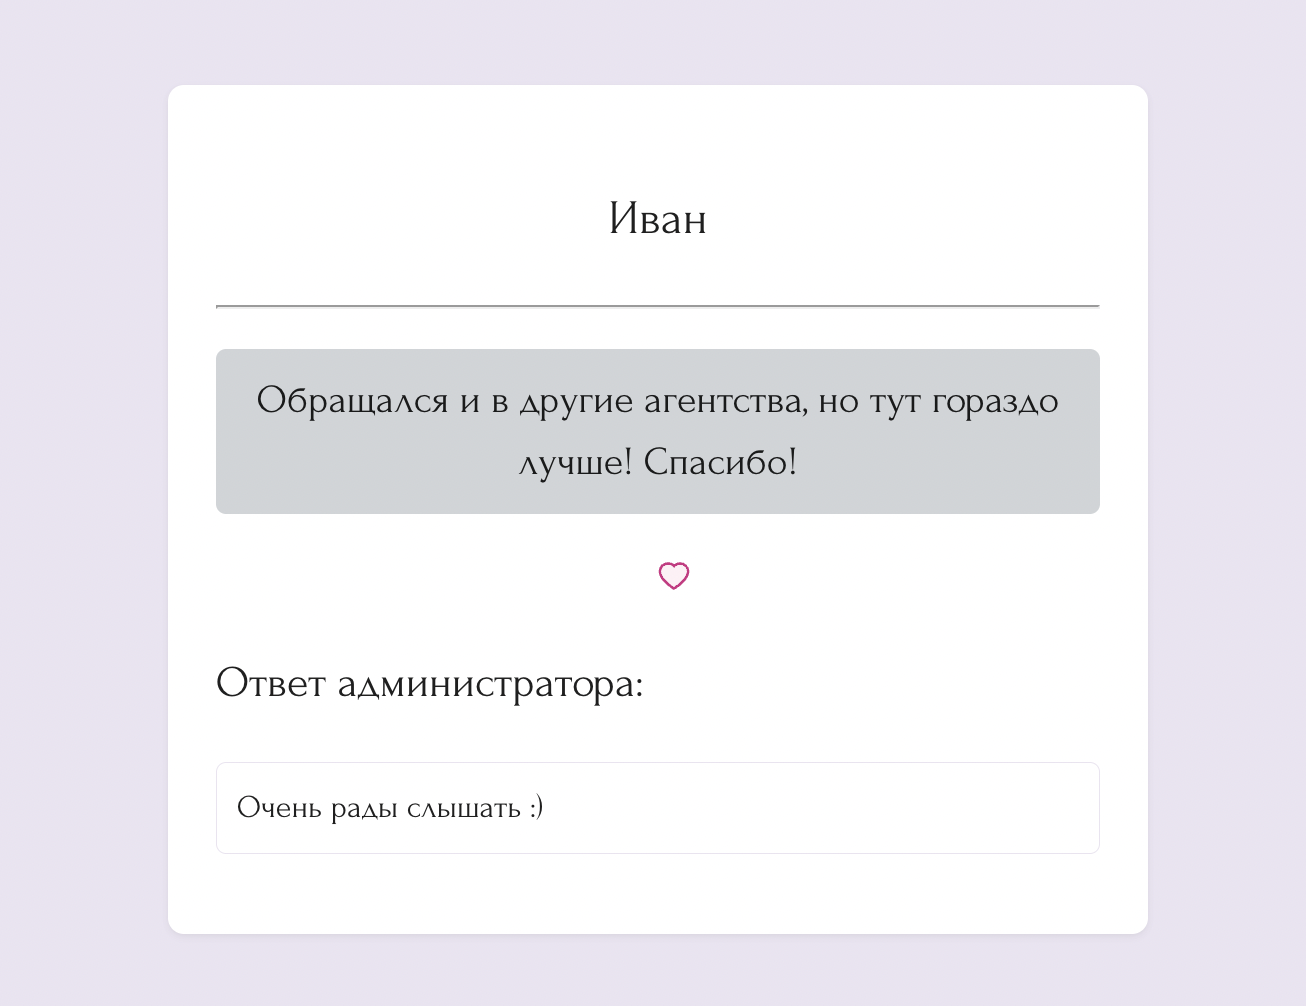 Иван
Обращался и в другие агентства, но тут гораздо
лучше! Спасибо!
Ответ администратора:
Очень рады слышать :)